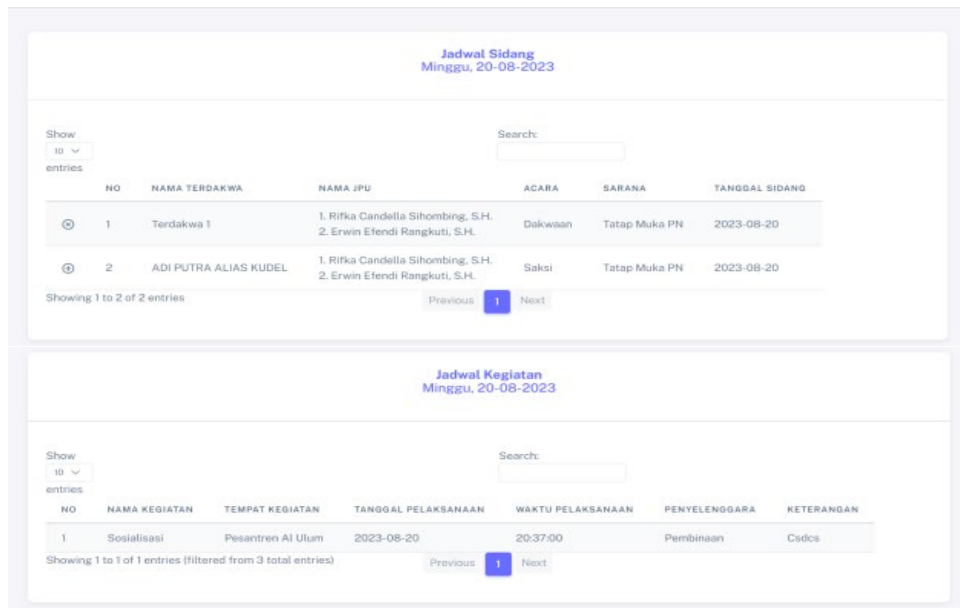 Jadwal Sidang
Minggu, 20-08-2023
Show
10
entries
Search:
NO NAMA TERDAKWA NAMA JPU ACARA SARANA TANGGAL SIDANG
1 Terdakwa 1 1. Rifka Candella Sihombing, S.H. Dakwaan Tatap Muka PN 2023-08-20
2. Erwin Efendi Rangkuti, S.H.
2 ADI PUTRA ALIAS KUDEL 1. Rifka Candella Sihombing, S.H. Saksi Tatap Muka PN 2023-08-20
2. Erwin Efendi Rangkuti, S.H.
Showing 1 to 2 of 2 entries Previous 1 Next
Jadwal Kegiatan
Minggu, 20-08-2023
Show
10
entries
Search:
NO NAMA KEGIATAN TEMPAT KEGIATAN TANGGAL PELAKSANAAN WAKTU PELAKSANAAN PENYELENGGARA KETERANGAN
1 Sosialisasi Pesantren Al Ulum 2023-08-20 20:37:00 Pembinaan Csdcs
Showing 1 to 1 of 1 entries (filtered from 3 total entries) Previous 1 Next